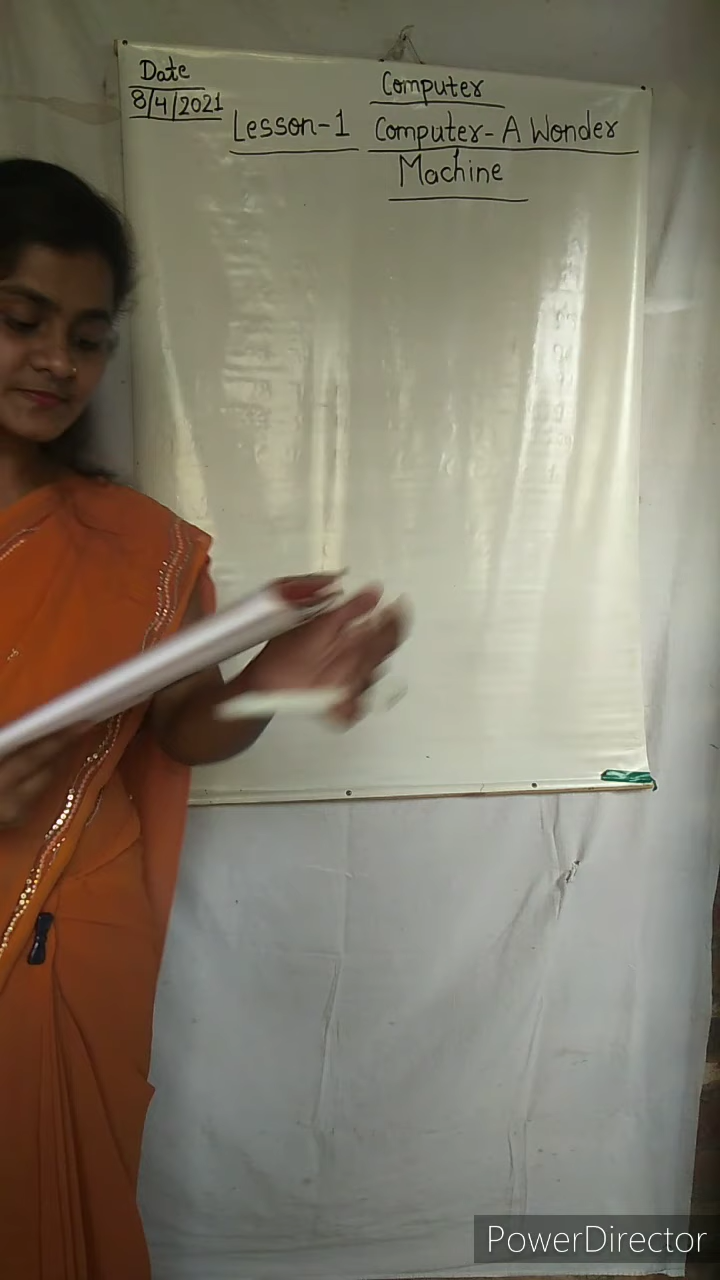 Date
8/4/2021
Computer
Lesson-1 Computer- A Wonder
Machine
PowerDirector